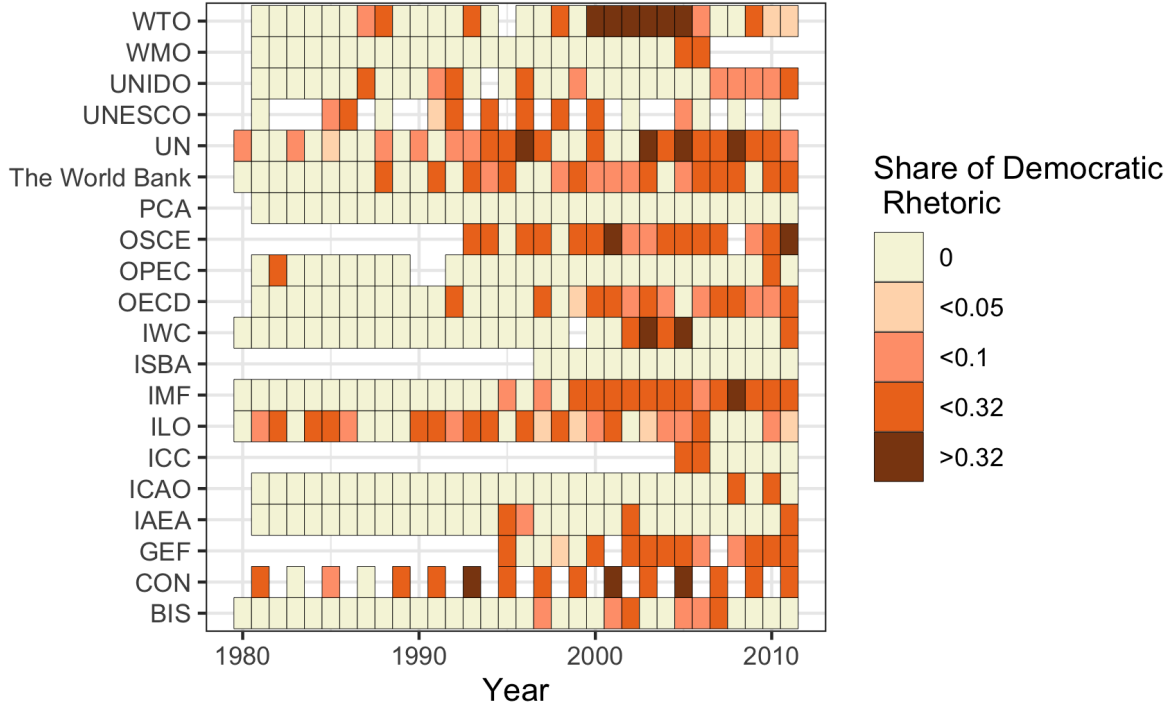 WTO
WMO
UNIDO
UNESCO
UN
The World Bank
PCA
OSCE
OPEC
OECD
IWC
ISBA
IMF
ILO
ICC
ICAO
IAEA
GEF
CON
BIS
1980 1990 2000 2010
Year
Share of Democratic
Rhetoric
0
<0.05
<0.1
<0.32
>0.32